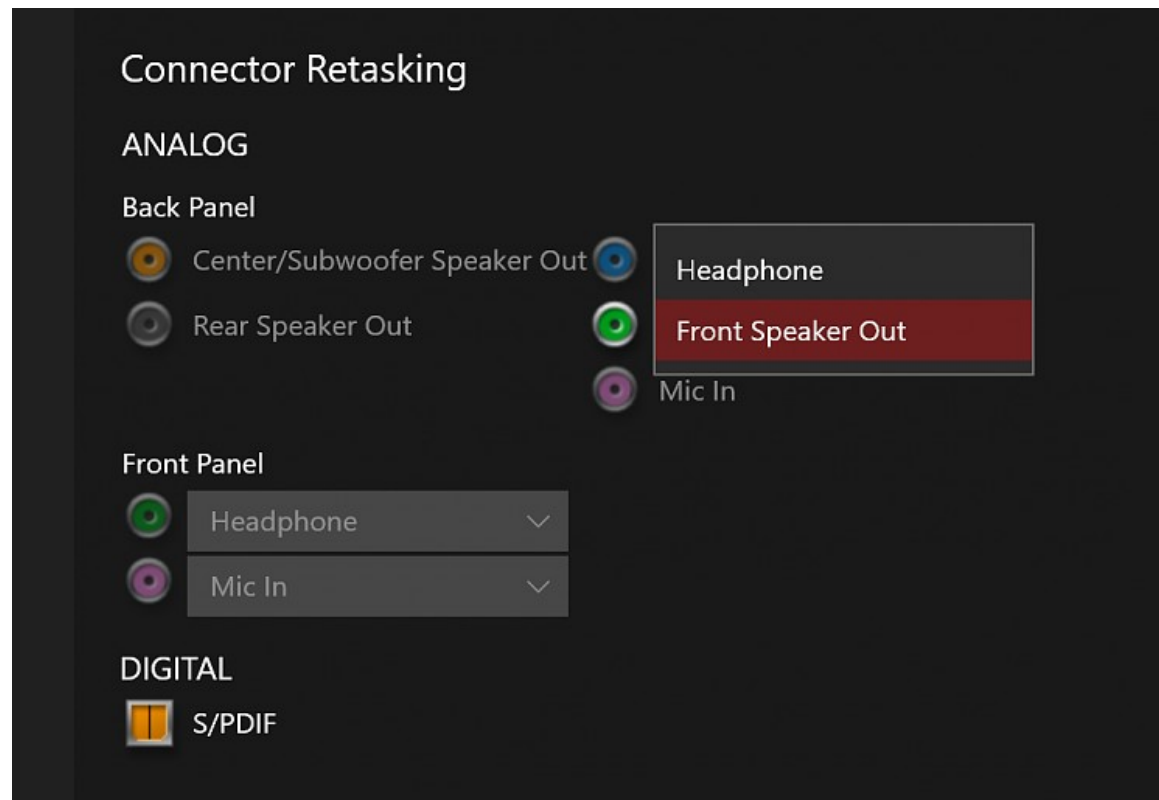 Connector Retasking
ANALOG
Back Panel
Center/Subwoofer Speaker Out
Headphone
Rear Speaker Out
Front Speaker Out
Mic In
Front Panel
Headphone
Mic In
DIGITAL
S/PDIF